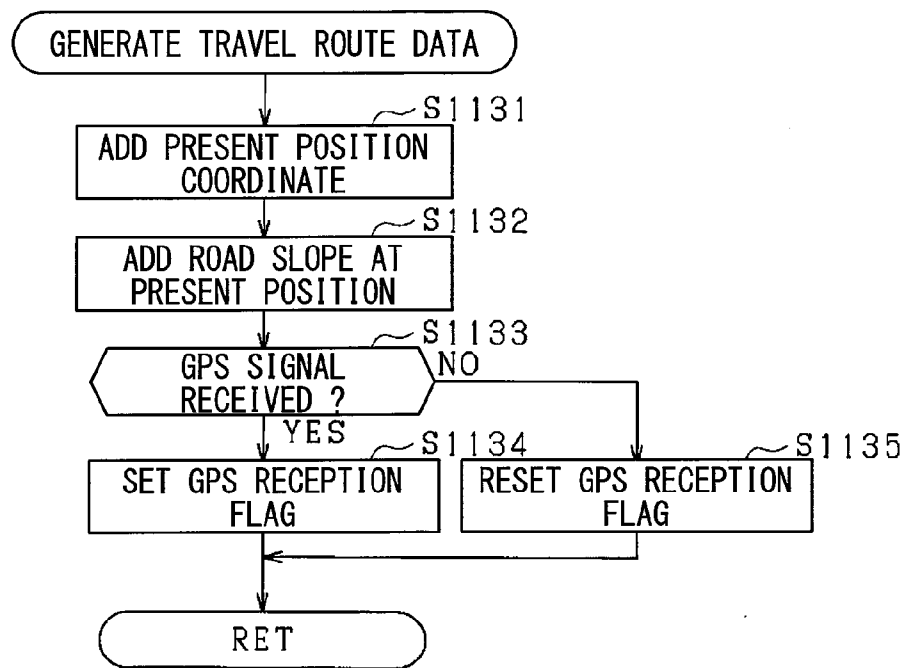 GENERATE TRAVEL ROUTE DATA
S1131
ADD PRESENT POSITION
COORDINATE
S1132
ADD ROAD SLOPE AT
PRESENT POSITION
S1133
GPS SIGNAL
RECEIVED ?
NO
YES
S1134
SET GPS RECEPTION
FLAG
S1135
RESET GPS RECEPTION
FLAG
RET